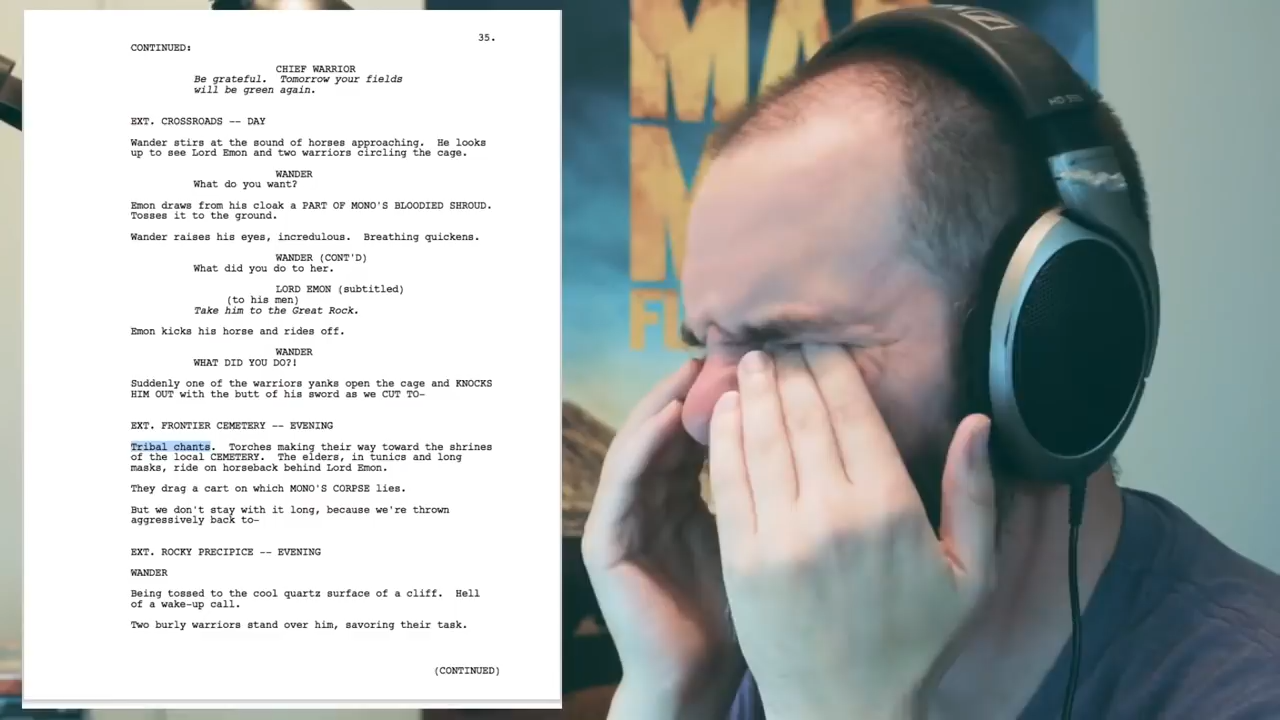 35.
CONTINUED:
CHIEF WARRIOR
Be grateful. Tomorrow your fields
will be green again.
EXT. CROSSROADS -- DAY
Wander stirs at the sound of horses approaching. He looks
up to see Lord Emon and two warriors circling the cage.
WANDER
What do you want?
Emon draws from his cloak a PART OF MONO'S BLOODIED SHROUD.
Tosses it to the ground.
Wander raises his eyes, incredulous. Breathing quickens.
WANDER (CONT'D)
What did you do to her.
LORD EMON (subtitled)
(to his men)
Take him to the Great Rock.
Emon kicks his horse and rides off.
WANDER
WHAT DID YOU DO?!
Suddenly one of the warriors yanks open the cage and KNOCKS
HIM OUT with the butt of his sword as we CUT TO-
EXT. FRONTIER CEMETERY -- EVENING
Tribal chants. Torches making their way toward the shrines
of the local CEMETERY. The elders, in tunics and long
masks, ride on horseback behind Lord Emon.
They drag a cart on which MONO'S CORPSE lies.
But we don't stay with it long, because we're thrown
aggressively back to-
EXT. ROCKY PRECIPICE -- EVENING
WANDER
Being tossed to the cool quartz surface of a cliff. Hell
of a wake-up call.
Two burly warriors stand over him, savoring their task.
(CONTINUED)
MA
M
FU